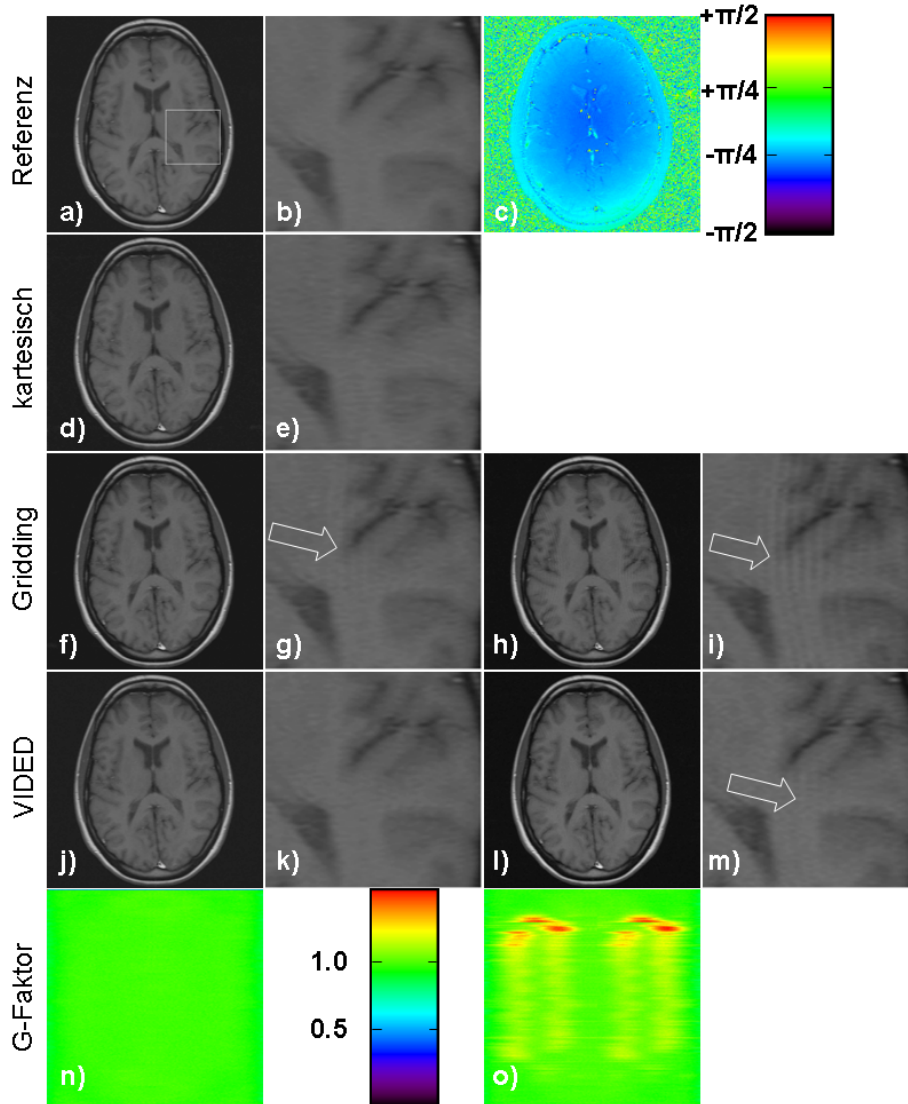 Referenz
a)
b)
c)
+π/2
+π/4
-π/4
-π/2
kartesisch
d)
e)
Gridding
f)
g)
h)
i)
VIDED
j)
k)
l)
m)
G-Faktor
n)
1.0
0.5
o)